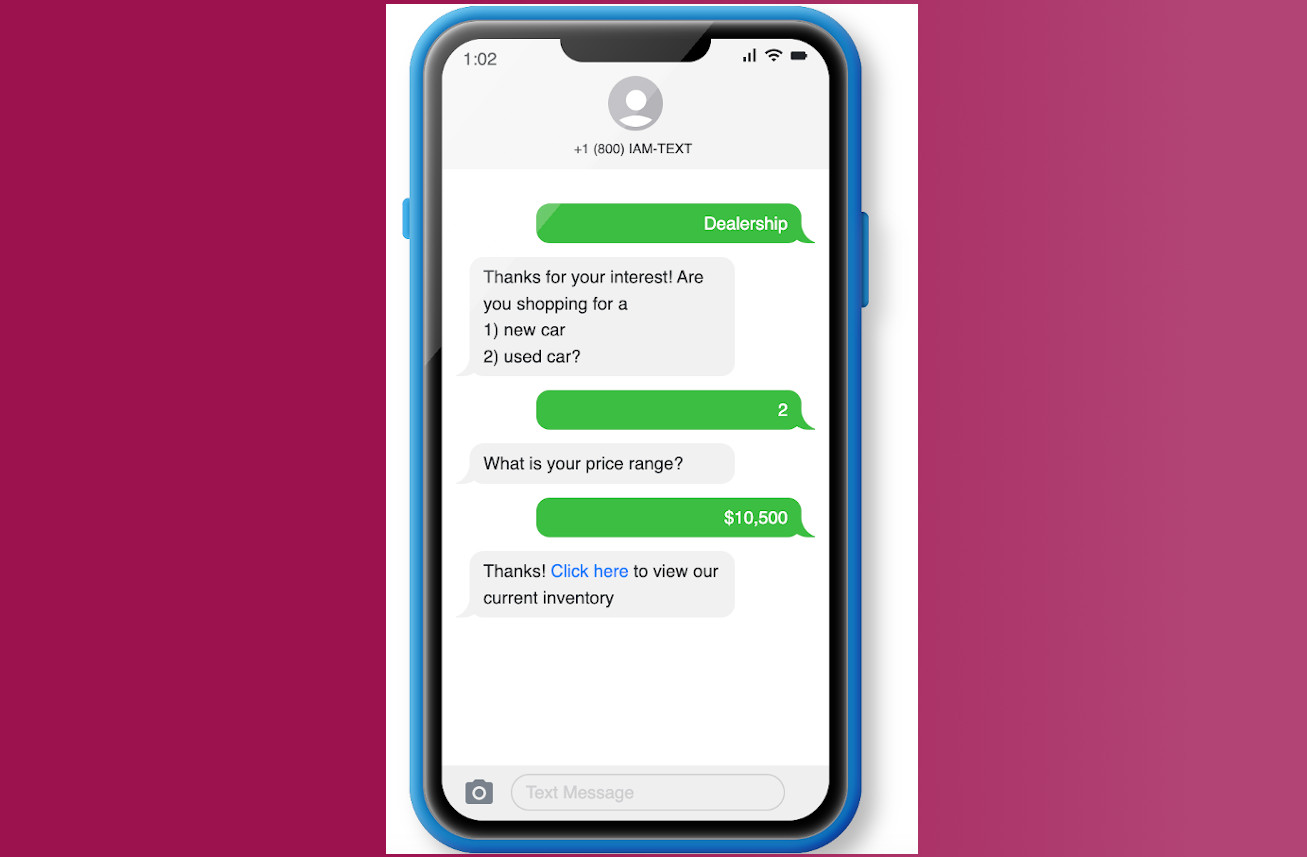 1:02
+1 (800) IAM-TEXT
Dealership
Thanks for your interest! Are
you shopping for a
1) new car
2) used car?
2
What is your price range?
$10,500
Thanks! Click here to view our
current inventory
Text Message